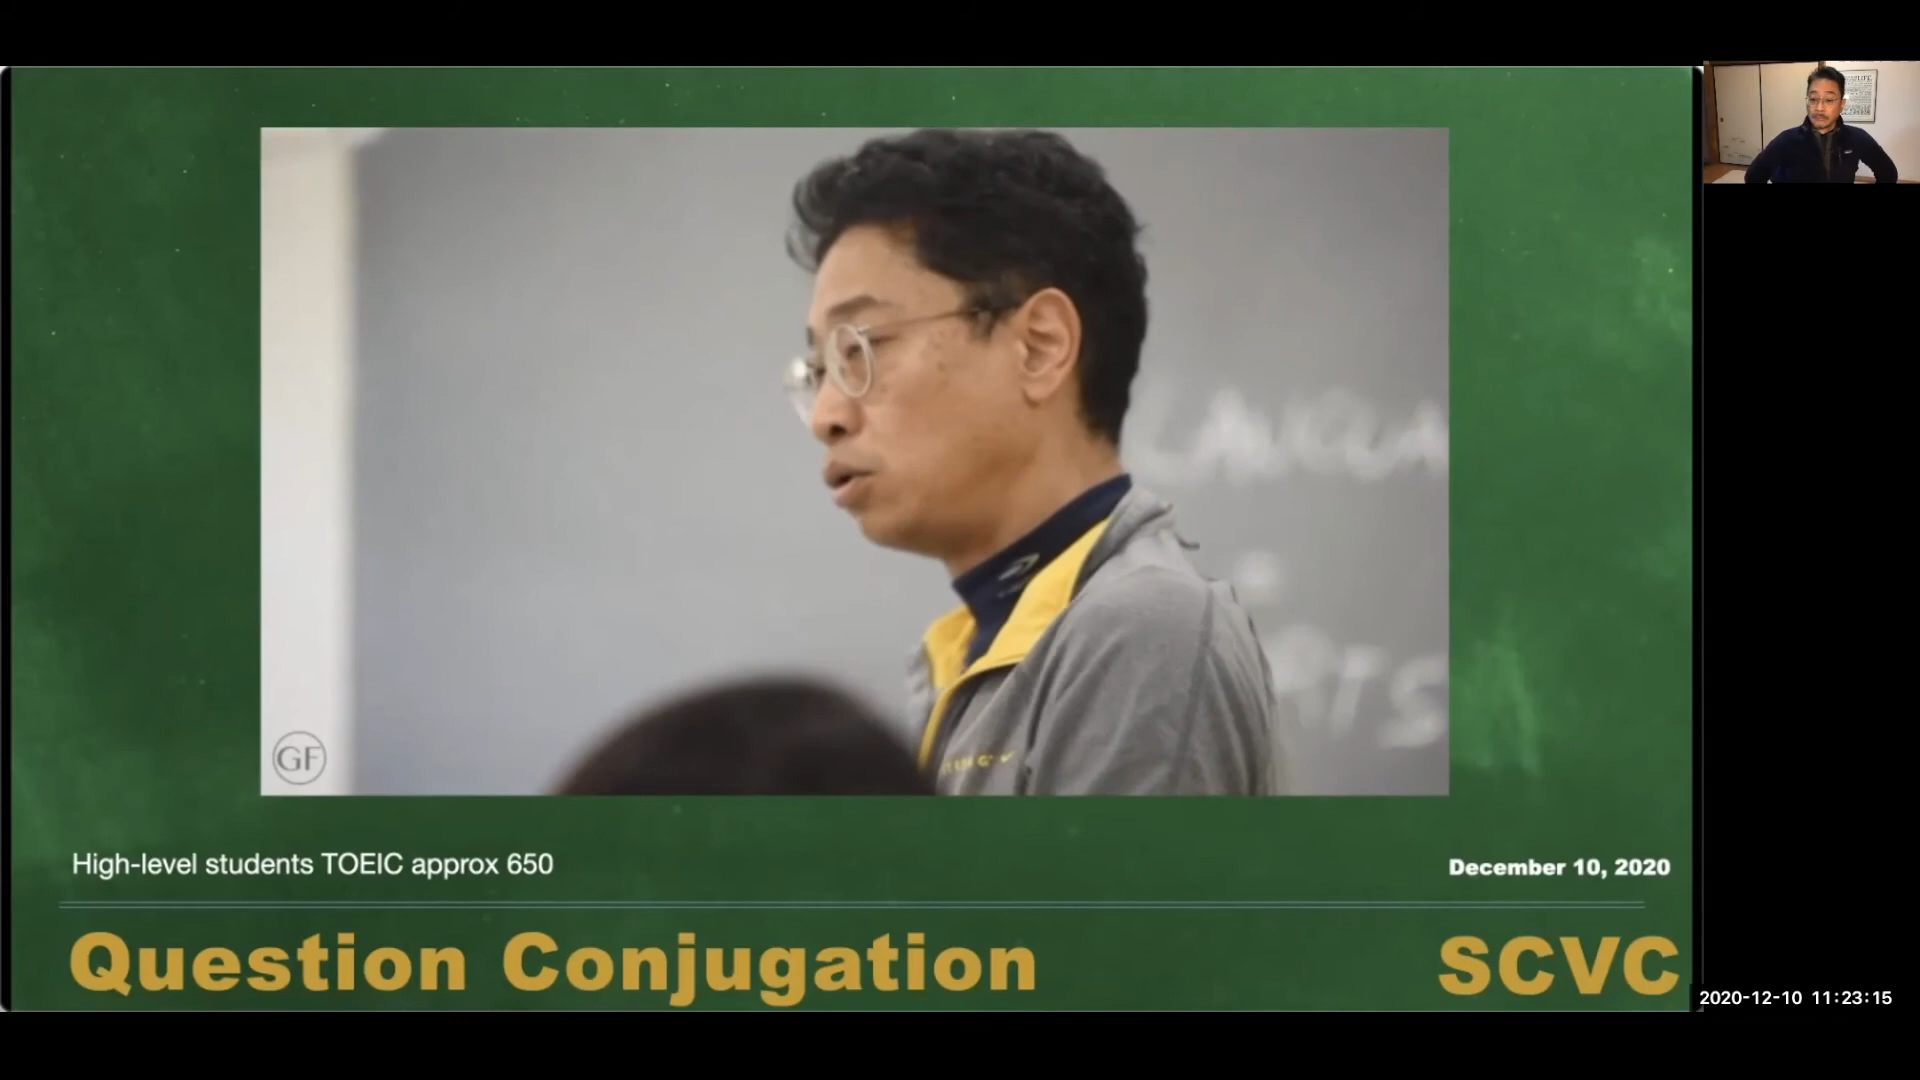 GF
High-level students TOEIC approx 650
December 10, 2020
Question Conjugation
SCVC
2020-12-10 11:23:15